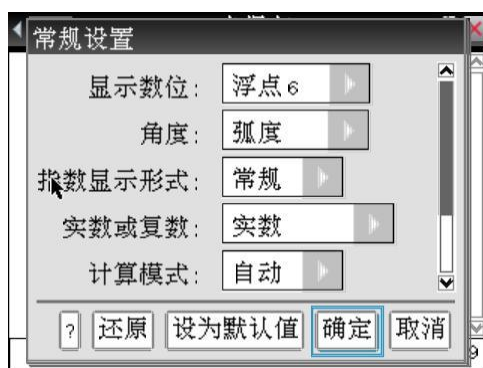 常规设置
显示数位: 浮点 6
角度: 弧度
指数显示形式: 常规
实数或复数: 实数
计算模式: 自动
? 还原 设为默认值 确定 取消